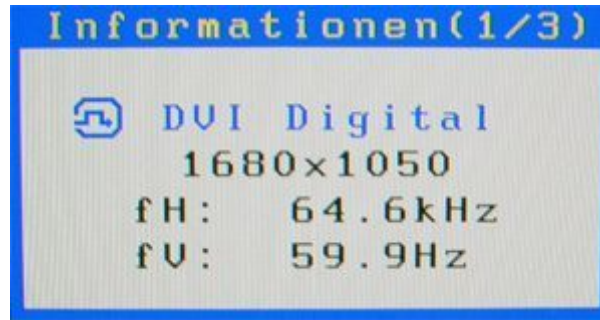 Informationen(1/3)
DVI Digital
1680×1050
fH: 64.6kHz
fV: 59.9Hz